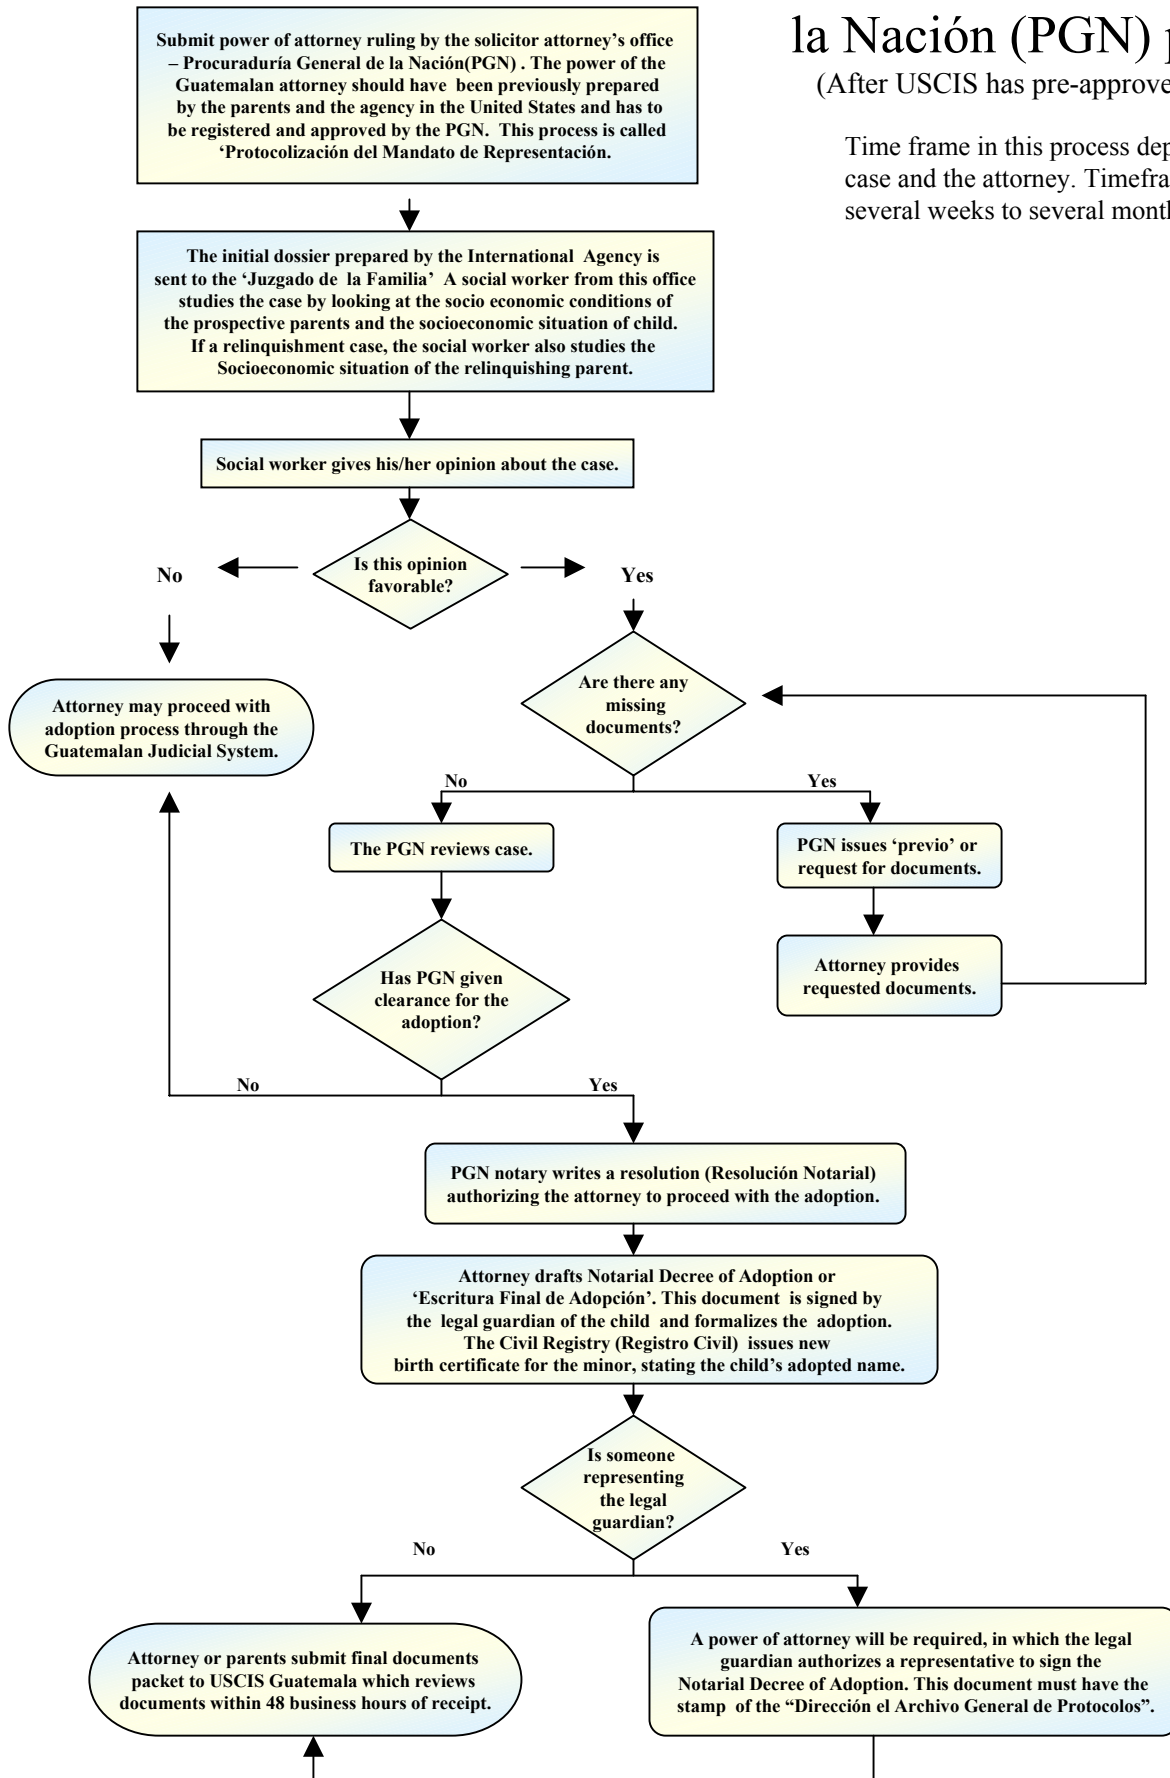 la Nación (PGN)
(After USCIS has pre-approve
Time frame in this process dep
case and the attorney. Timefra
several weeks to several month
Submit power of attorney ruling by the solicitor attorney’s office
– Procuraduría General de la Nación(PGN) . The power of the
Guatemalan attorney should have been previously prepared
by the parents and the agency in the United States and has to
be registered and approved by the PGN. This process is called
‘Protocolización del Mandato de Representación.
The initial dossier prepared by the International Agency is
sent to the ‘Juzgado de la Familia’ A social worker from this office
studies the case by looking at the socio economic conditions of
the prospective parents and the socioeconomic situation of child.
If a relinquishment case, the social worker also studies the
Socioeconomic situation of the relinquishing parent.
Social worker gives his/her opinion about the case.
Is this opinion
favorable?
No
Yes
Attorney may proceed with
adoption process through the
Guatemalan Judicial System.
Are there any
missing
documents?
No
Yes
The PGN reviews case.
PGN issues ‘previo’ or
request for documents.
Attorney provides
requested documents.
Has PGN given
clearance for the
adoption?
No
Yes
PGN notary writes a resolution (Resolución Notarial)
authorizing the attorney to proceed with the adoption.
Attorney drafts Notarial Decree of Adoption or
‘Escritura Final de Adopción’. This document is signed by
the legal guardian of the child and formalizes the adoption.
The Civil Registry (Registro Civil) issues new
birth certificate for the minor, stating the child’s adopted name.
Is someone
representing
the legal
guardian?
No
Yes
Attorney or parents submit final documents
packet to USCIS Guatemala which reviews
documents within 48 business hours of receipt.
A power of attorney will be required, in which the legal
guardian authorizes a representative to sign the
Notarial Decree of Adoption. This document must have the
stamp of the “Dirección el Archivo General de Protocolos”.